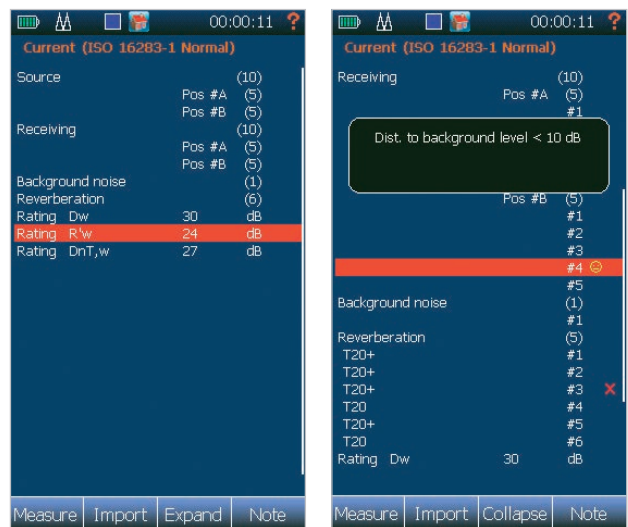 00:00:11 ?
Current (ISO 16283-1 Normal)
Source (10)
Pos #A (5)
Pos #B (5)
Receiving (10)
Pos #A (5)
Pos #B (5)
Background noise (1)
Reverberation (6)
Rating Dw 30 dB
Rating R'w 24 dB
Rating DnT,w 27 dB
Measure Import Expand Note
00:00:11 ?
Current (ISO 16283-1 Normal)
Receiving (10)
Pos #A (5)
#1
Dist. to background level < 10 dB
Pos #B (5)
#1
#2
#3
#4
#5
Background noise (1)
#1
Reverberation (5)
T20+ #1
T20+ #2
T20+ #3
T20 #4
T20+ #5
T20 #6
Rating Dw 30 dB
Measure Import Collapse Note